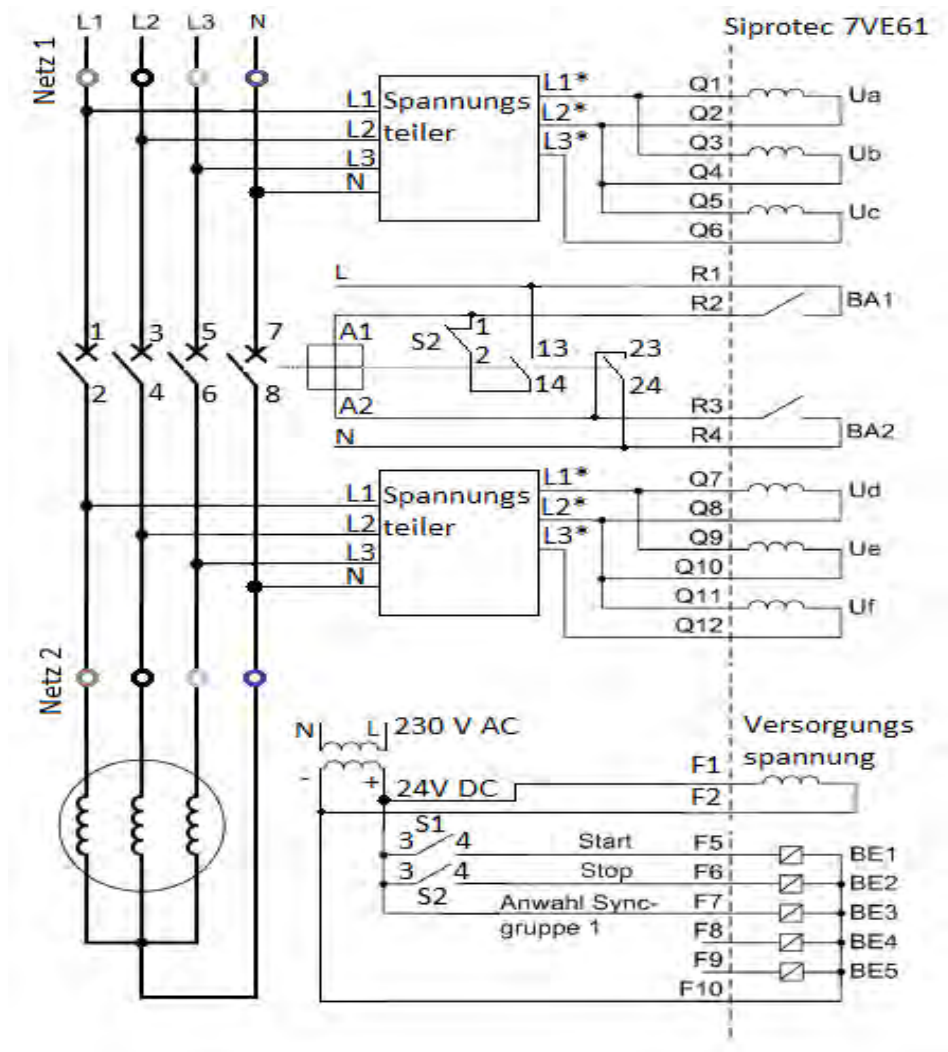 L1 L2 L3 N
Siprotec 7VE61
Netz 1
L1
L2
L3
N
Spannungs
teiler
L1*
L2*
L3*
Q1
Q2
Q3
Q4
Q5
Q6
Ua
Ub
Uc
L
R1
R2
BA1
1 3 5 7
2 4 6 8
A1
A2
S2
1
2
13
14
23
24
R3
R4
BA2
N
L1
L2
L3
N
Spannungs
teiler
L1*
L2*
L3*
Q7
Q8
Q9
Q10
Q11
Q12
Ud
Ue
Uf
Netz 2
N L 230 V AC
- +
24V DC
Versorgungs
spannung
F1
F2
S1
3 4 Start F5 BE1
3 4 Stop F6 BE2
S2
Anwahl Sync-
gruppe 1
F7 BE3
F8 BE4
F9 BE5
F10